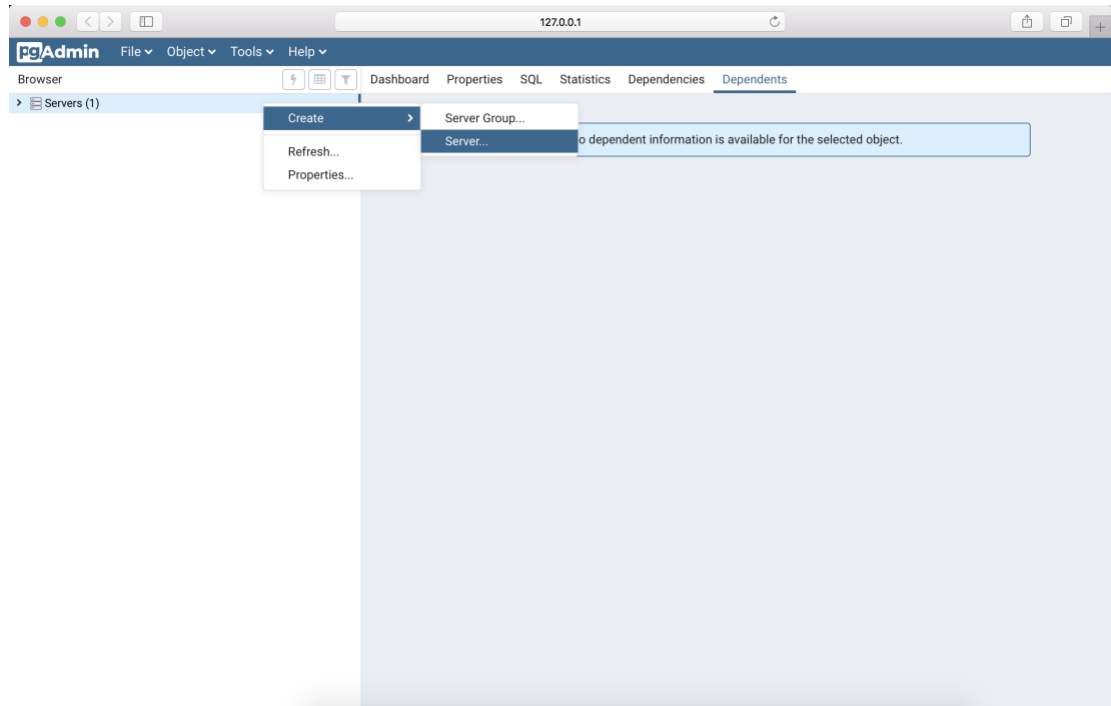 127.0.0.1
pgAdmin File Object Tools Help
Browser Dashboard Properties SQL Statistics Dependencies Dependents
Servers (1)
Create Server Group...
Server... o dependent information is available for the selected object.
Refresh...
Properties...